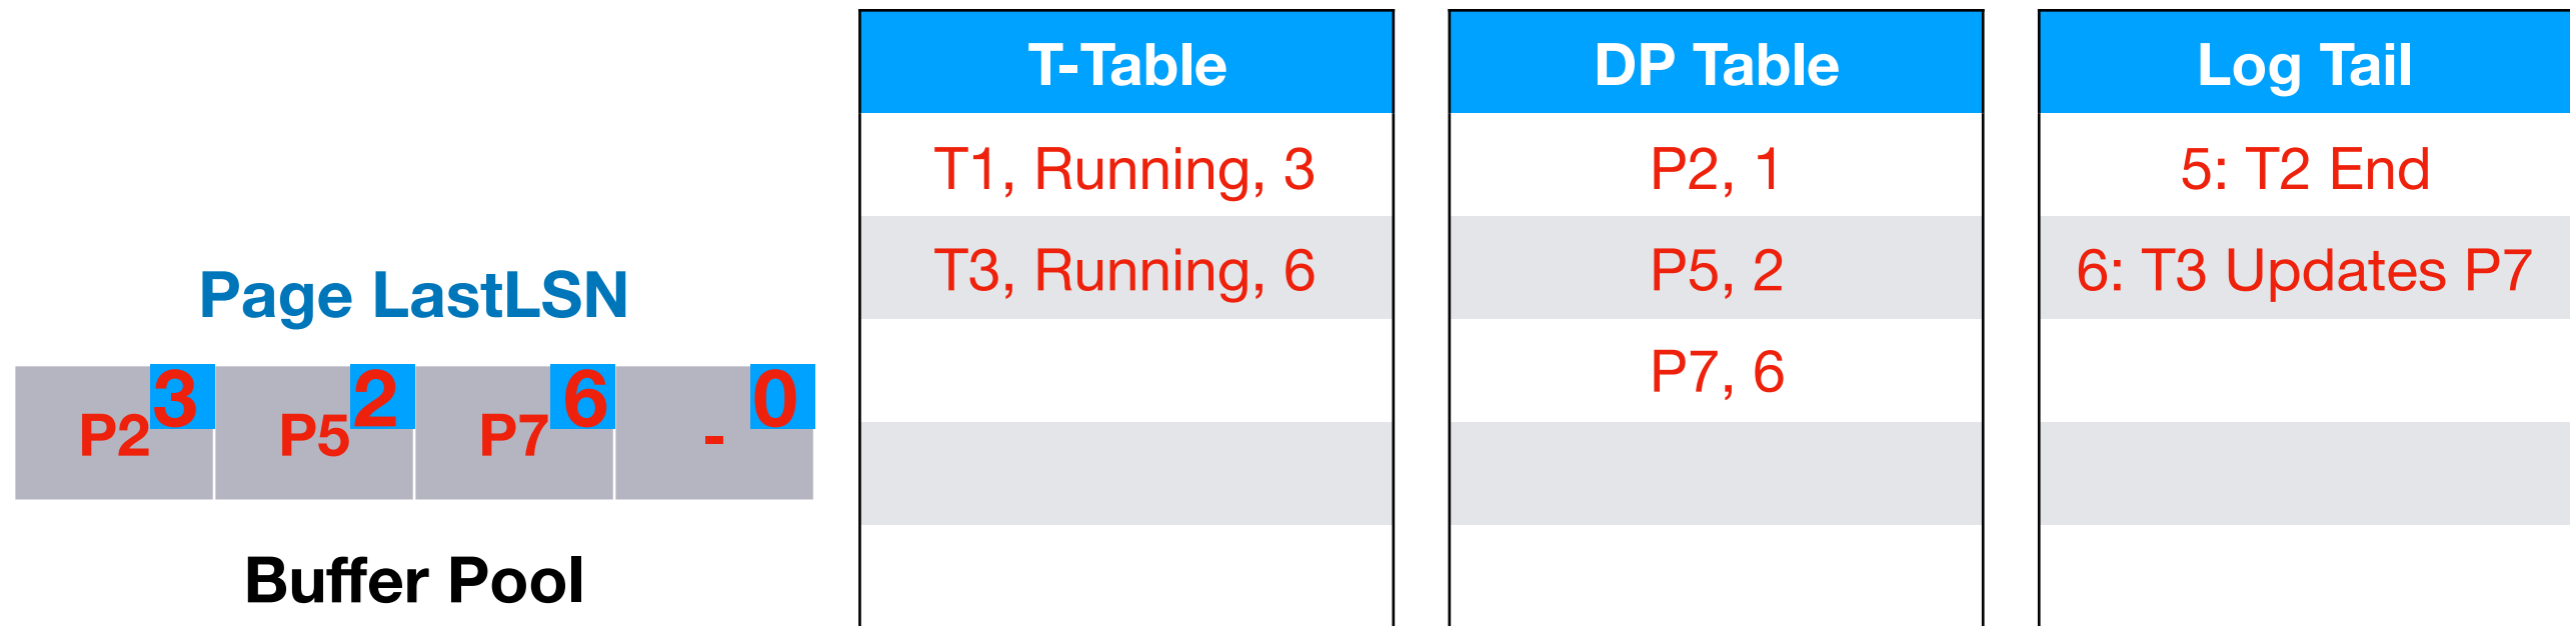 Page LastLSN
P2 3 P5 2 P7 6 - 0
Buffer Pool
T-Table
T1, Running, 3
T3, Running, 6
DP Table
P2, 1
P5, 2
P7, 6
Log Tail
5: T2 End
6: T3 Updates P7